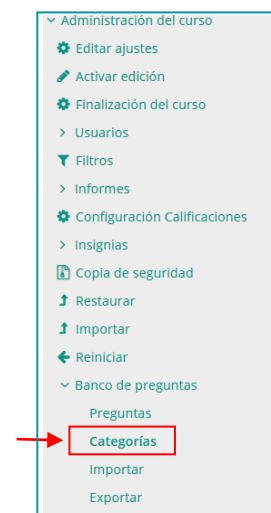 Administración del curso
Editar ajustes
Activar edición
Finalización del curso
Usuarios
Filtros
Informes
Configuración Calificaciones
Insignias
Copia de seguridad
Restaurar
Importar
Reiniciar
Banco de preguntas
Preguntas
Categorías
Importar
Exportar